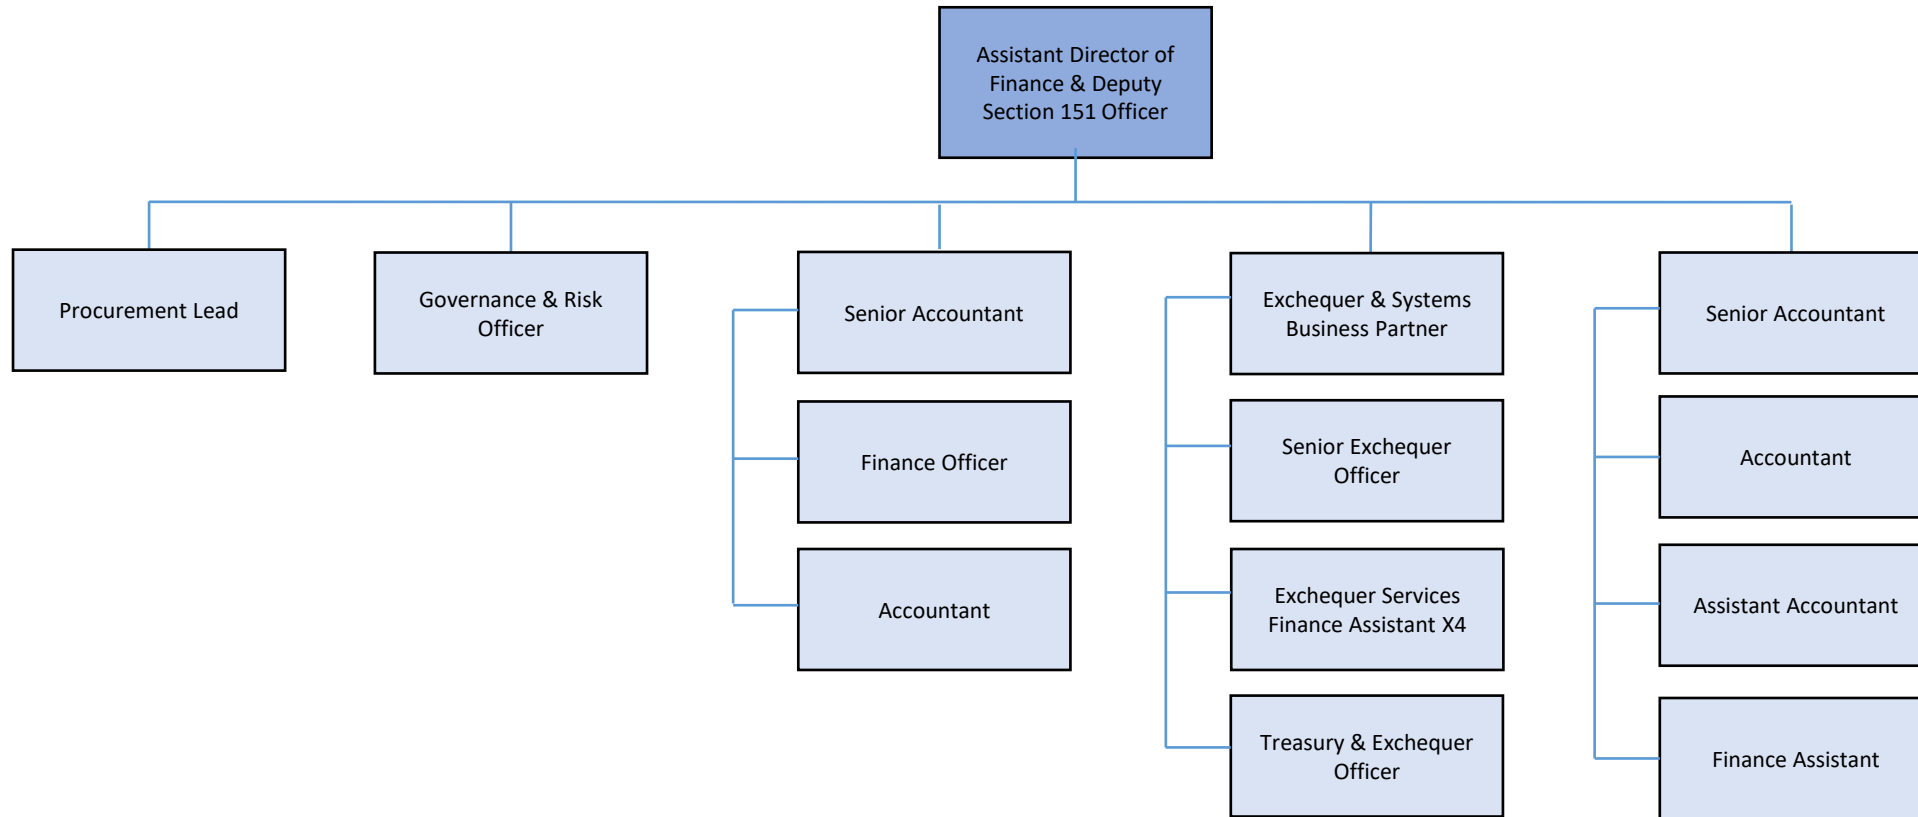 Assistant Director of
Finance & Deputy
Section 151 Officer
Procurement Lead
Governance & Risk
Officer
Senior Accountant
Finance Officer
Accountant
Exchequer & Systems
Business Partner
Senior Exchequer
Officer
Exchequer Services
Finance Assistant X4
Treasury & Exchequer
Officer
Senior Accountant
Accountant
Assistant Accountant
Finance Assistant